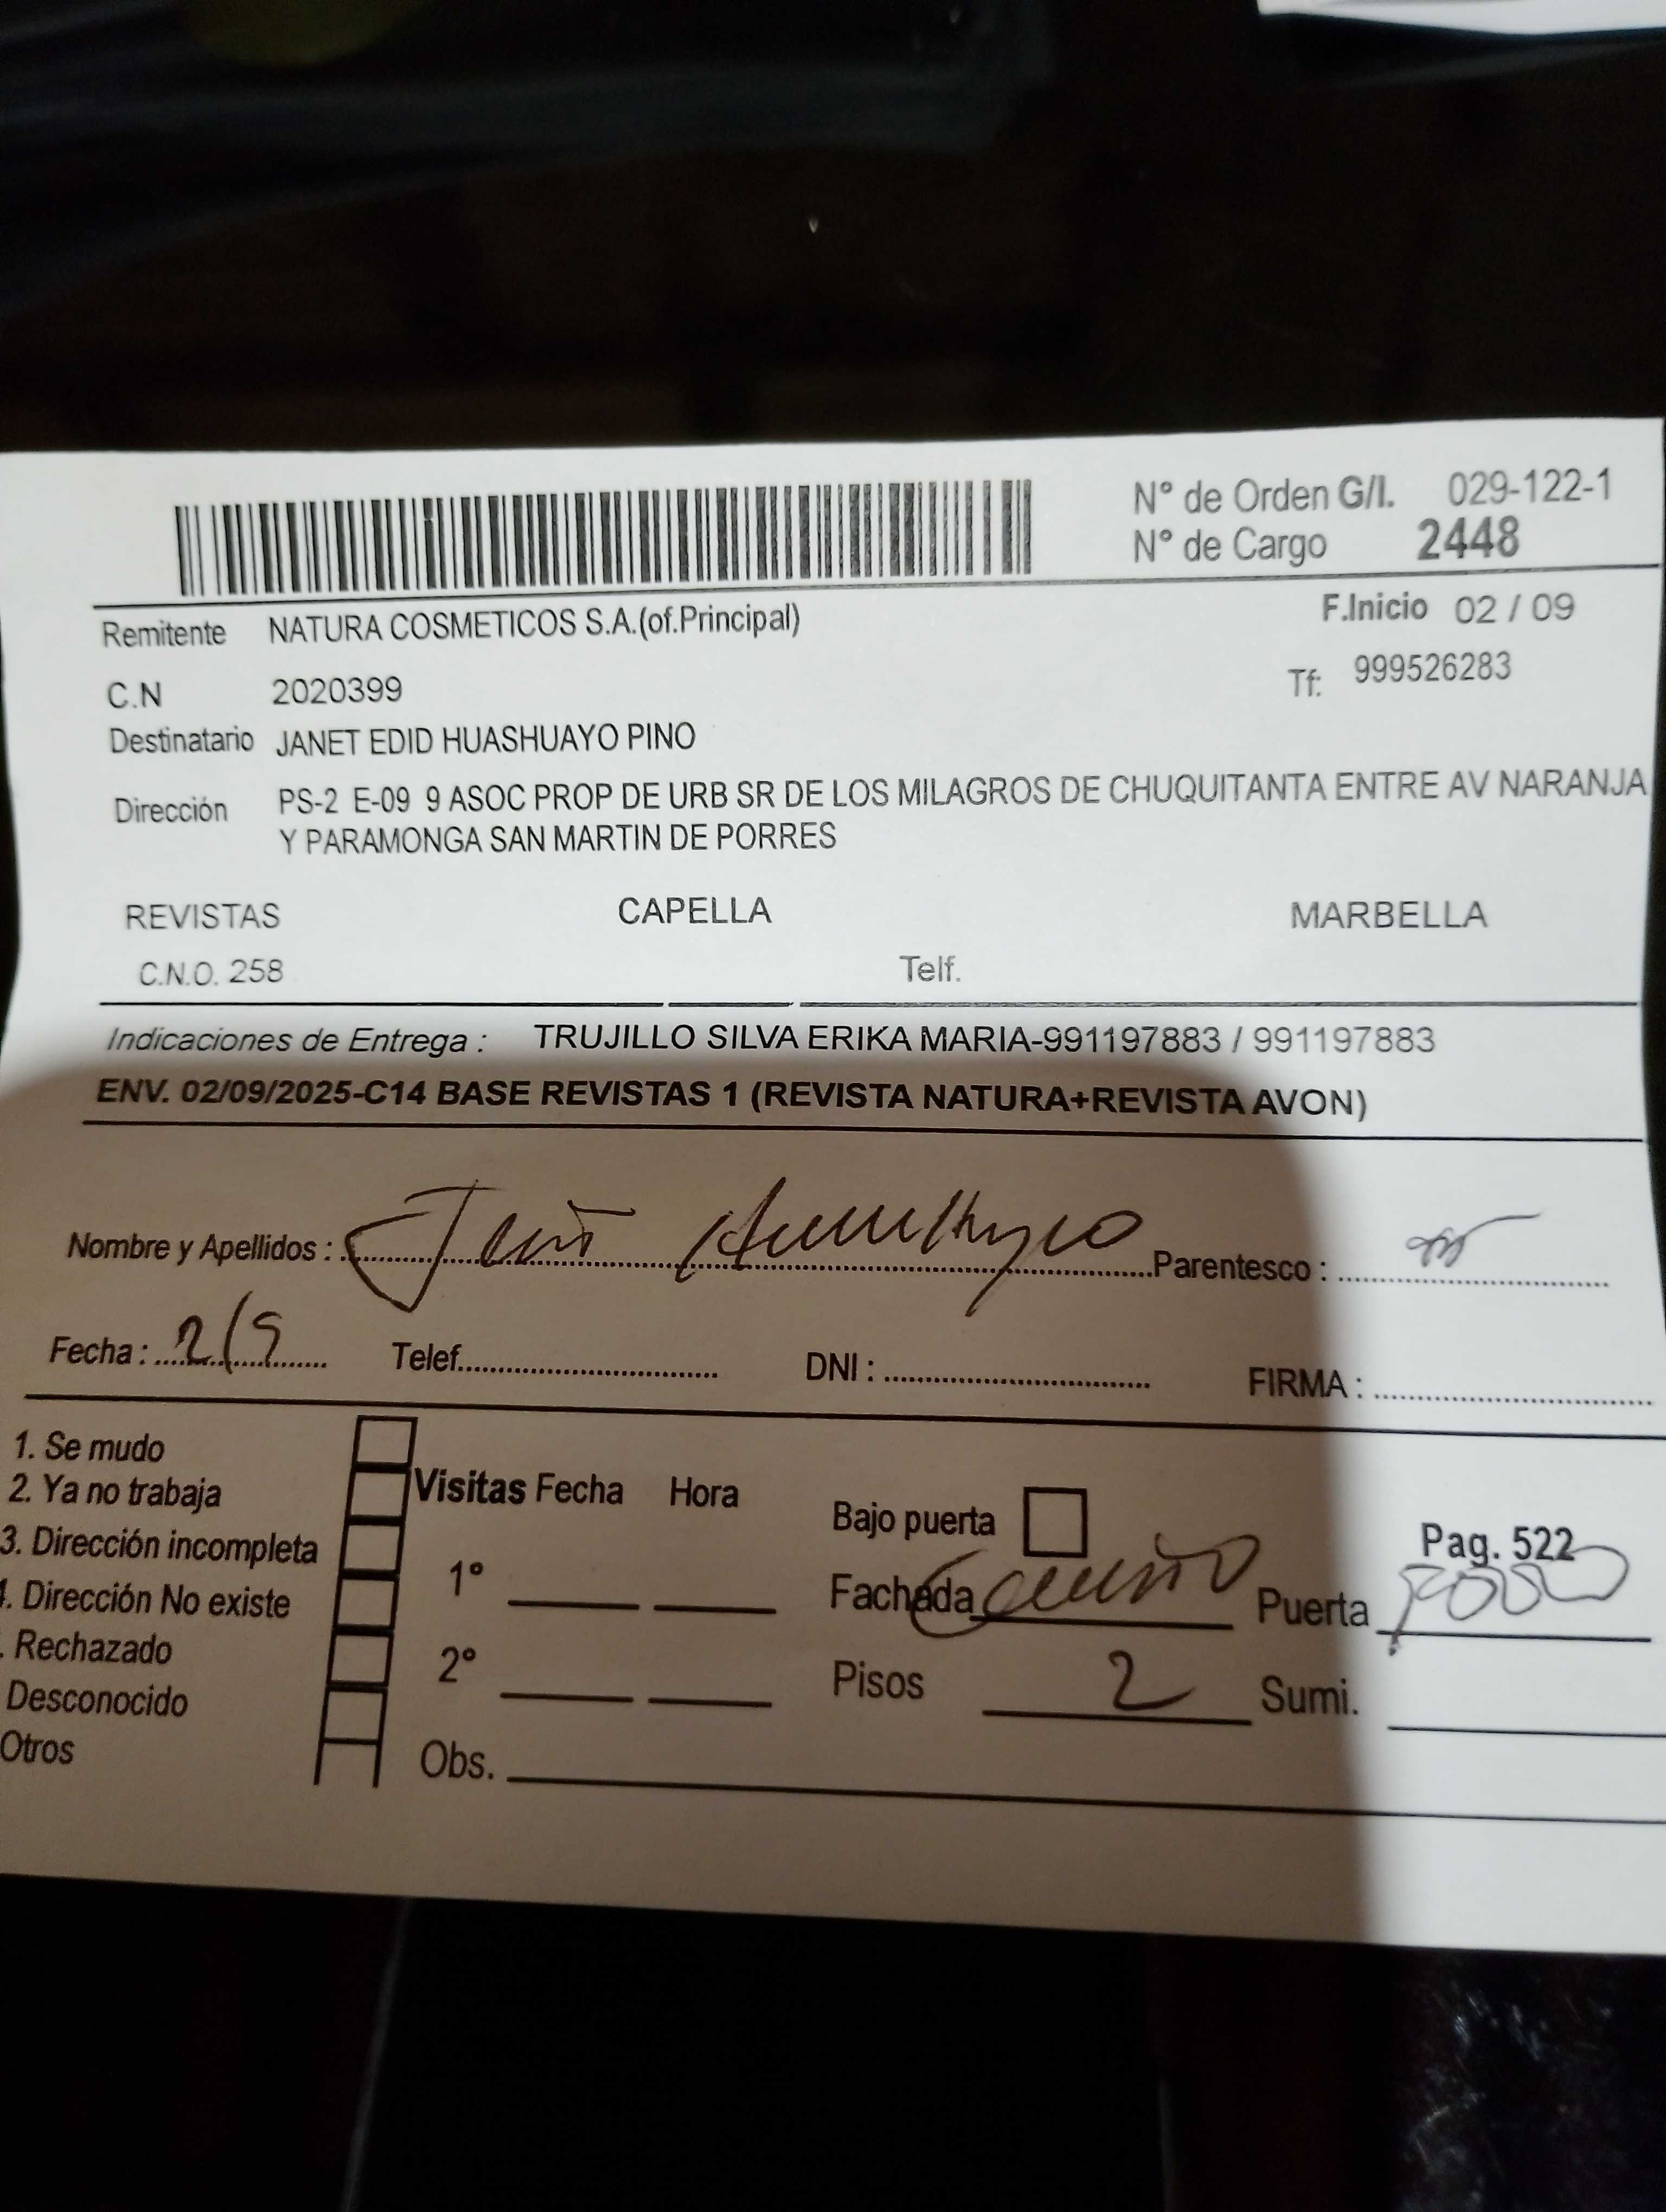 N° de Orden G/I. 029-122-1
N° de Cargo 2448
Remitente NATURA COSMETICOS S.A.(of.Principal)
F.Inicio 02 / 09
C.N 2020399
Tf: 999526283
Destinatario JANET EDID HUASHUAYO PINO
Dirección PS-2 E-09 9 ASOC PROP DE URB SR DE LOS MILAGROS DE CHUQUITANTA ENTRE AV NARANJA
Y PARAMONGA SAN MARTIN DE PORRES
REVISTAS CAPELLA MARBELLA
C.N.O. 258 Telf.
Indicaciones de Entrega : TRUJILLO SILVA ERIKA MARIA-991197883 / 991197883
ENV. 02/09/2025-C14 BASE REVISTAS 1 (REVISTA NATURA+REVISTA AVON)
Nombre y Apellidos : Parentesco :
Fecha : 2/9 Telef. DNI : FIRMA :
1. Se mudo
2. Ya no trabaja
3. Dirección incompleta
. Dirección No existe
. Rechazado
Desconocido
Otros
Visitas Fecha Hora
1°
2°
Obs.
Bajo puerta
Pag. 522
Fachada Puerta
Pisos 2 Sumi.